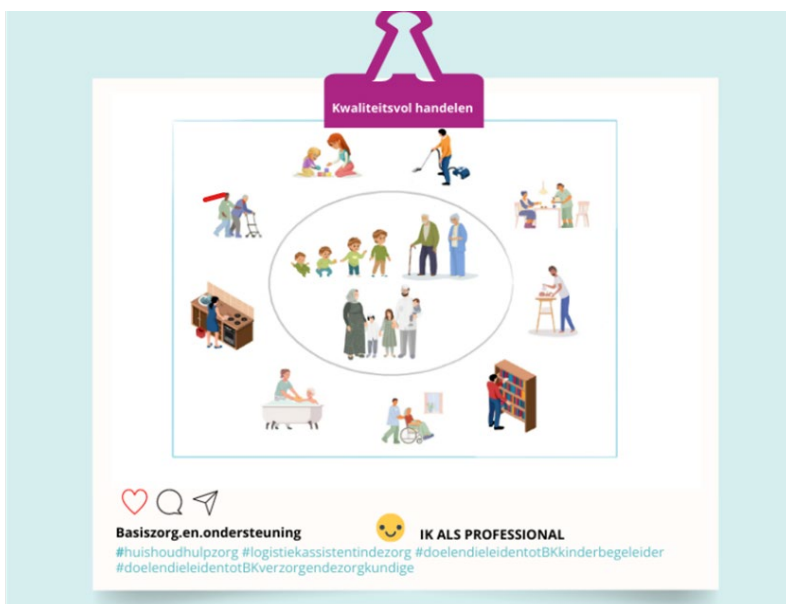 Kwaliteitsvol handelen
Basiszorg.en.ondersteuning
IK ALS PROFESSIONAL
#huishoudhulpzorg #logistiekassistentindezorg #doelendieleidentotBKkinderbegeleider
#doelendieleidentotBKverzorgendezorgkundige